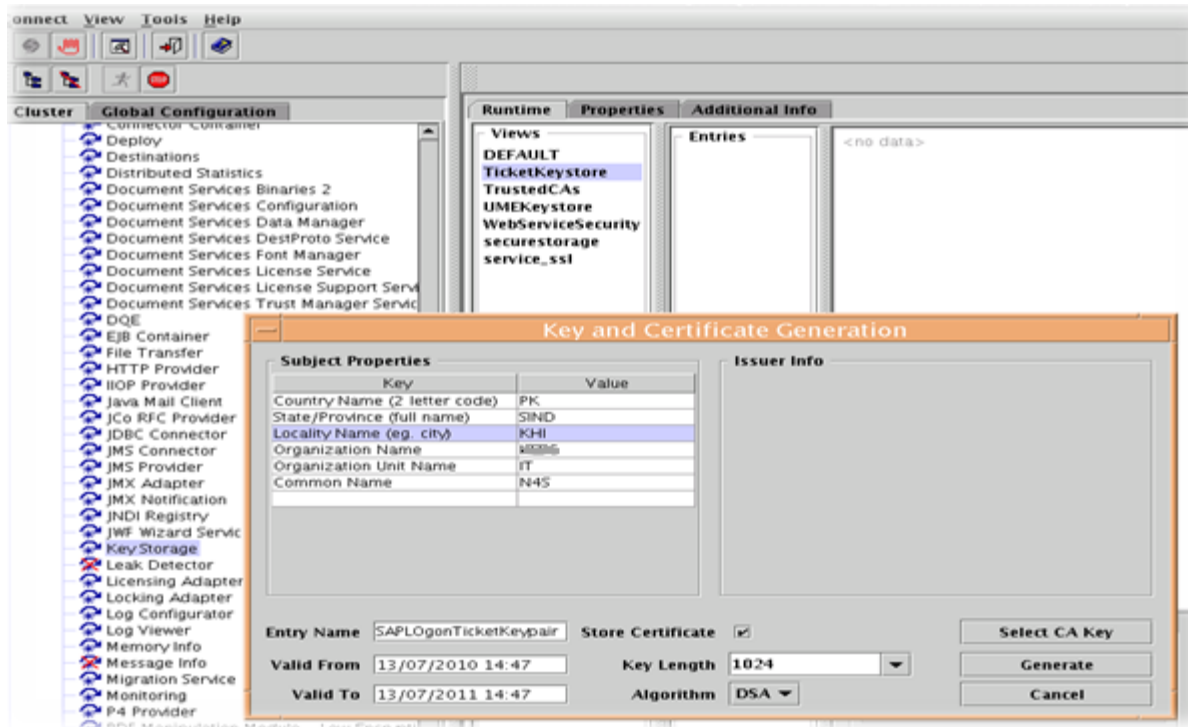 onnect View Tools Help
Cluster Global Configuration
Connector Container
Deploy
Destinations
Distributed Statistics
Document Services Binaries 2
Document Services Configuration
Document Services Data Manager
Document Services DestProto Service
Document Services Font Manager
Document Services License Service
Document Services License Support Servi
Document Services Trust Manager Servic
DQE
EJB Container
File Transfer
HTTP Provider
IIOP Provider
Java Mail Client
JCo RFC Provider
JDBC Connector
JMS Connector
JMS Provider
JMX Adapter
JMX Notification
JNDI Registry
JWF Wizard Servic
Key Storage
Leak Detector
Licensing Adapter
Locking Adapter
Log Configurator
Log Viewer
Memory Info
Message Info
Migration Service
Monitoring
P4 Provider
Runtime Properties Additional Info
Views
DEFAULT
TicketKeystore
TrustedCAs
UMEKeystore
WebServiceSecurity
securestorage
service_ssl
Entries
<no data>
Key and Certificate Generation
Subject Properties
Key Value
Country Name (2 letter code) PK
State/Province (full name) SIND
Locality Name (eg. city) KHI
Organization Name
Organization Unit Name IT
Common Name N4S
Issuer Info
Entry Name SAPLOgonTicketKeypair Store Certificate Select CA Key
Valid From 13/07/2010 14:47 Key Length 1024 Generate
Valid To 13/07/2011 14:47 Algorithm DSA Cancel